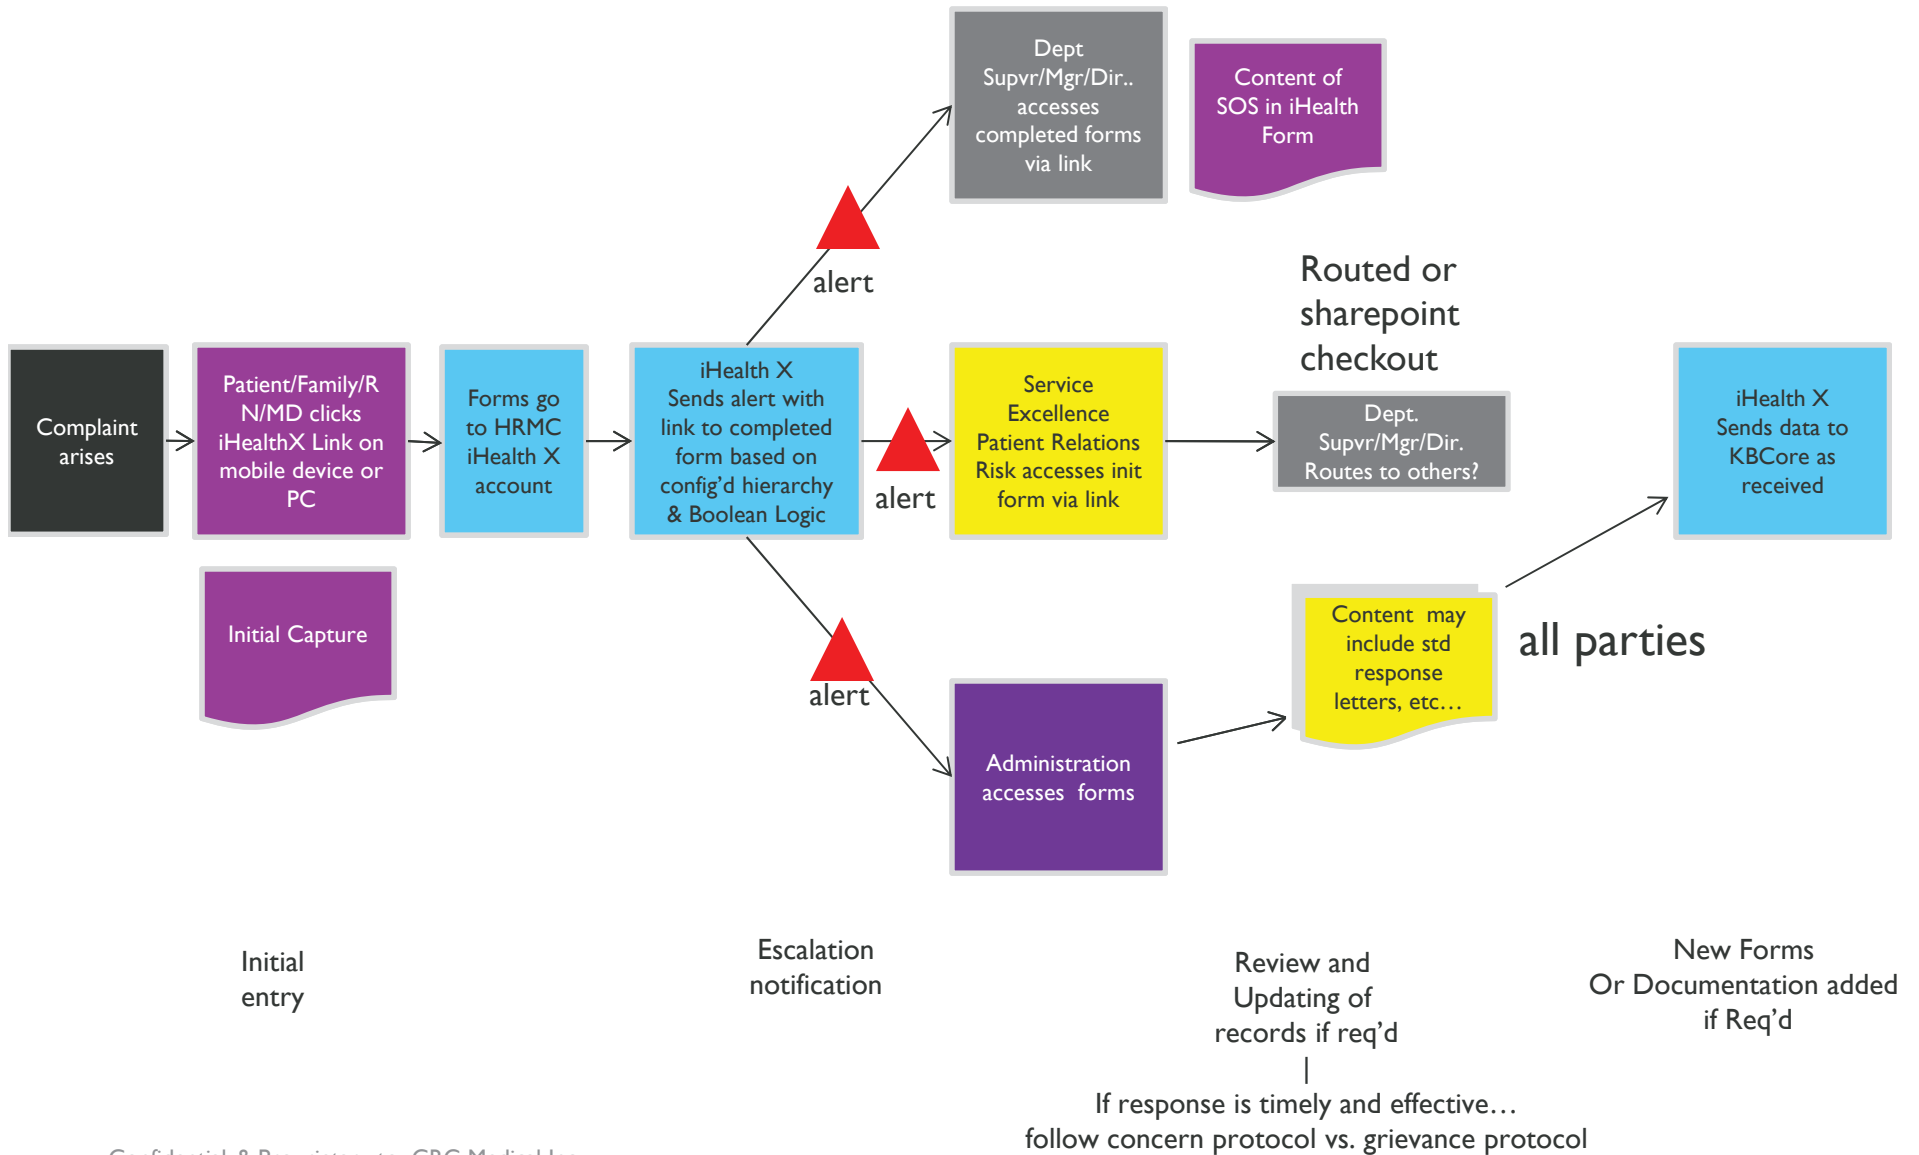 Dept
Supvr/Mgr/Dir..
accesses
completed forms
via link
Content of
SOS in iHealth
Form
alert
Routed or
sharepoint
checkout
Complaint
arises
Patient/Family/R
N/MD clicks
iHealthX Link on
mobile device or
PC
Forms go
to HRMC
iHealth X
account
iHealth X
Sends alert with
link to completed
form based on
config’d hierarchy
& Boolean Logic
alert
Service
Excellence
Patient Relations
Risk accesses init
form via link
Dept.
Supvr/Mgr/Dir.
Routes to others?
iHealth X
Sends data to
KBCore as
received
Initial Capture
alert
Administration
accesses forms
Content may
include std
response
letters, etc…
all parties
Initial
entry
Escalation
notification
Review and
Updating of
records if req’d
|
If response is timely and effective…
follow concern protocol vs. grievance protocol
New Forms
Or Documentation added
if Req’d
Confidential & Proprietary to CRG Medical Inc